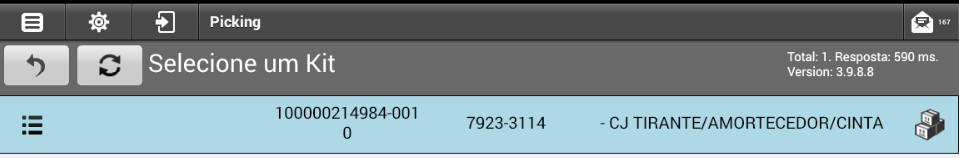 Picking
167
Selecione um Kit
Total: 1. Resposta: 590 ms.
Version: 3.9.8.8
100000214984-001
0
7923-3114
- CJ TIRANTE/AMORTECEDOR/CINTA